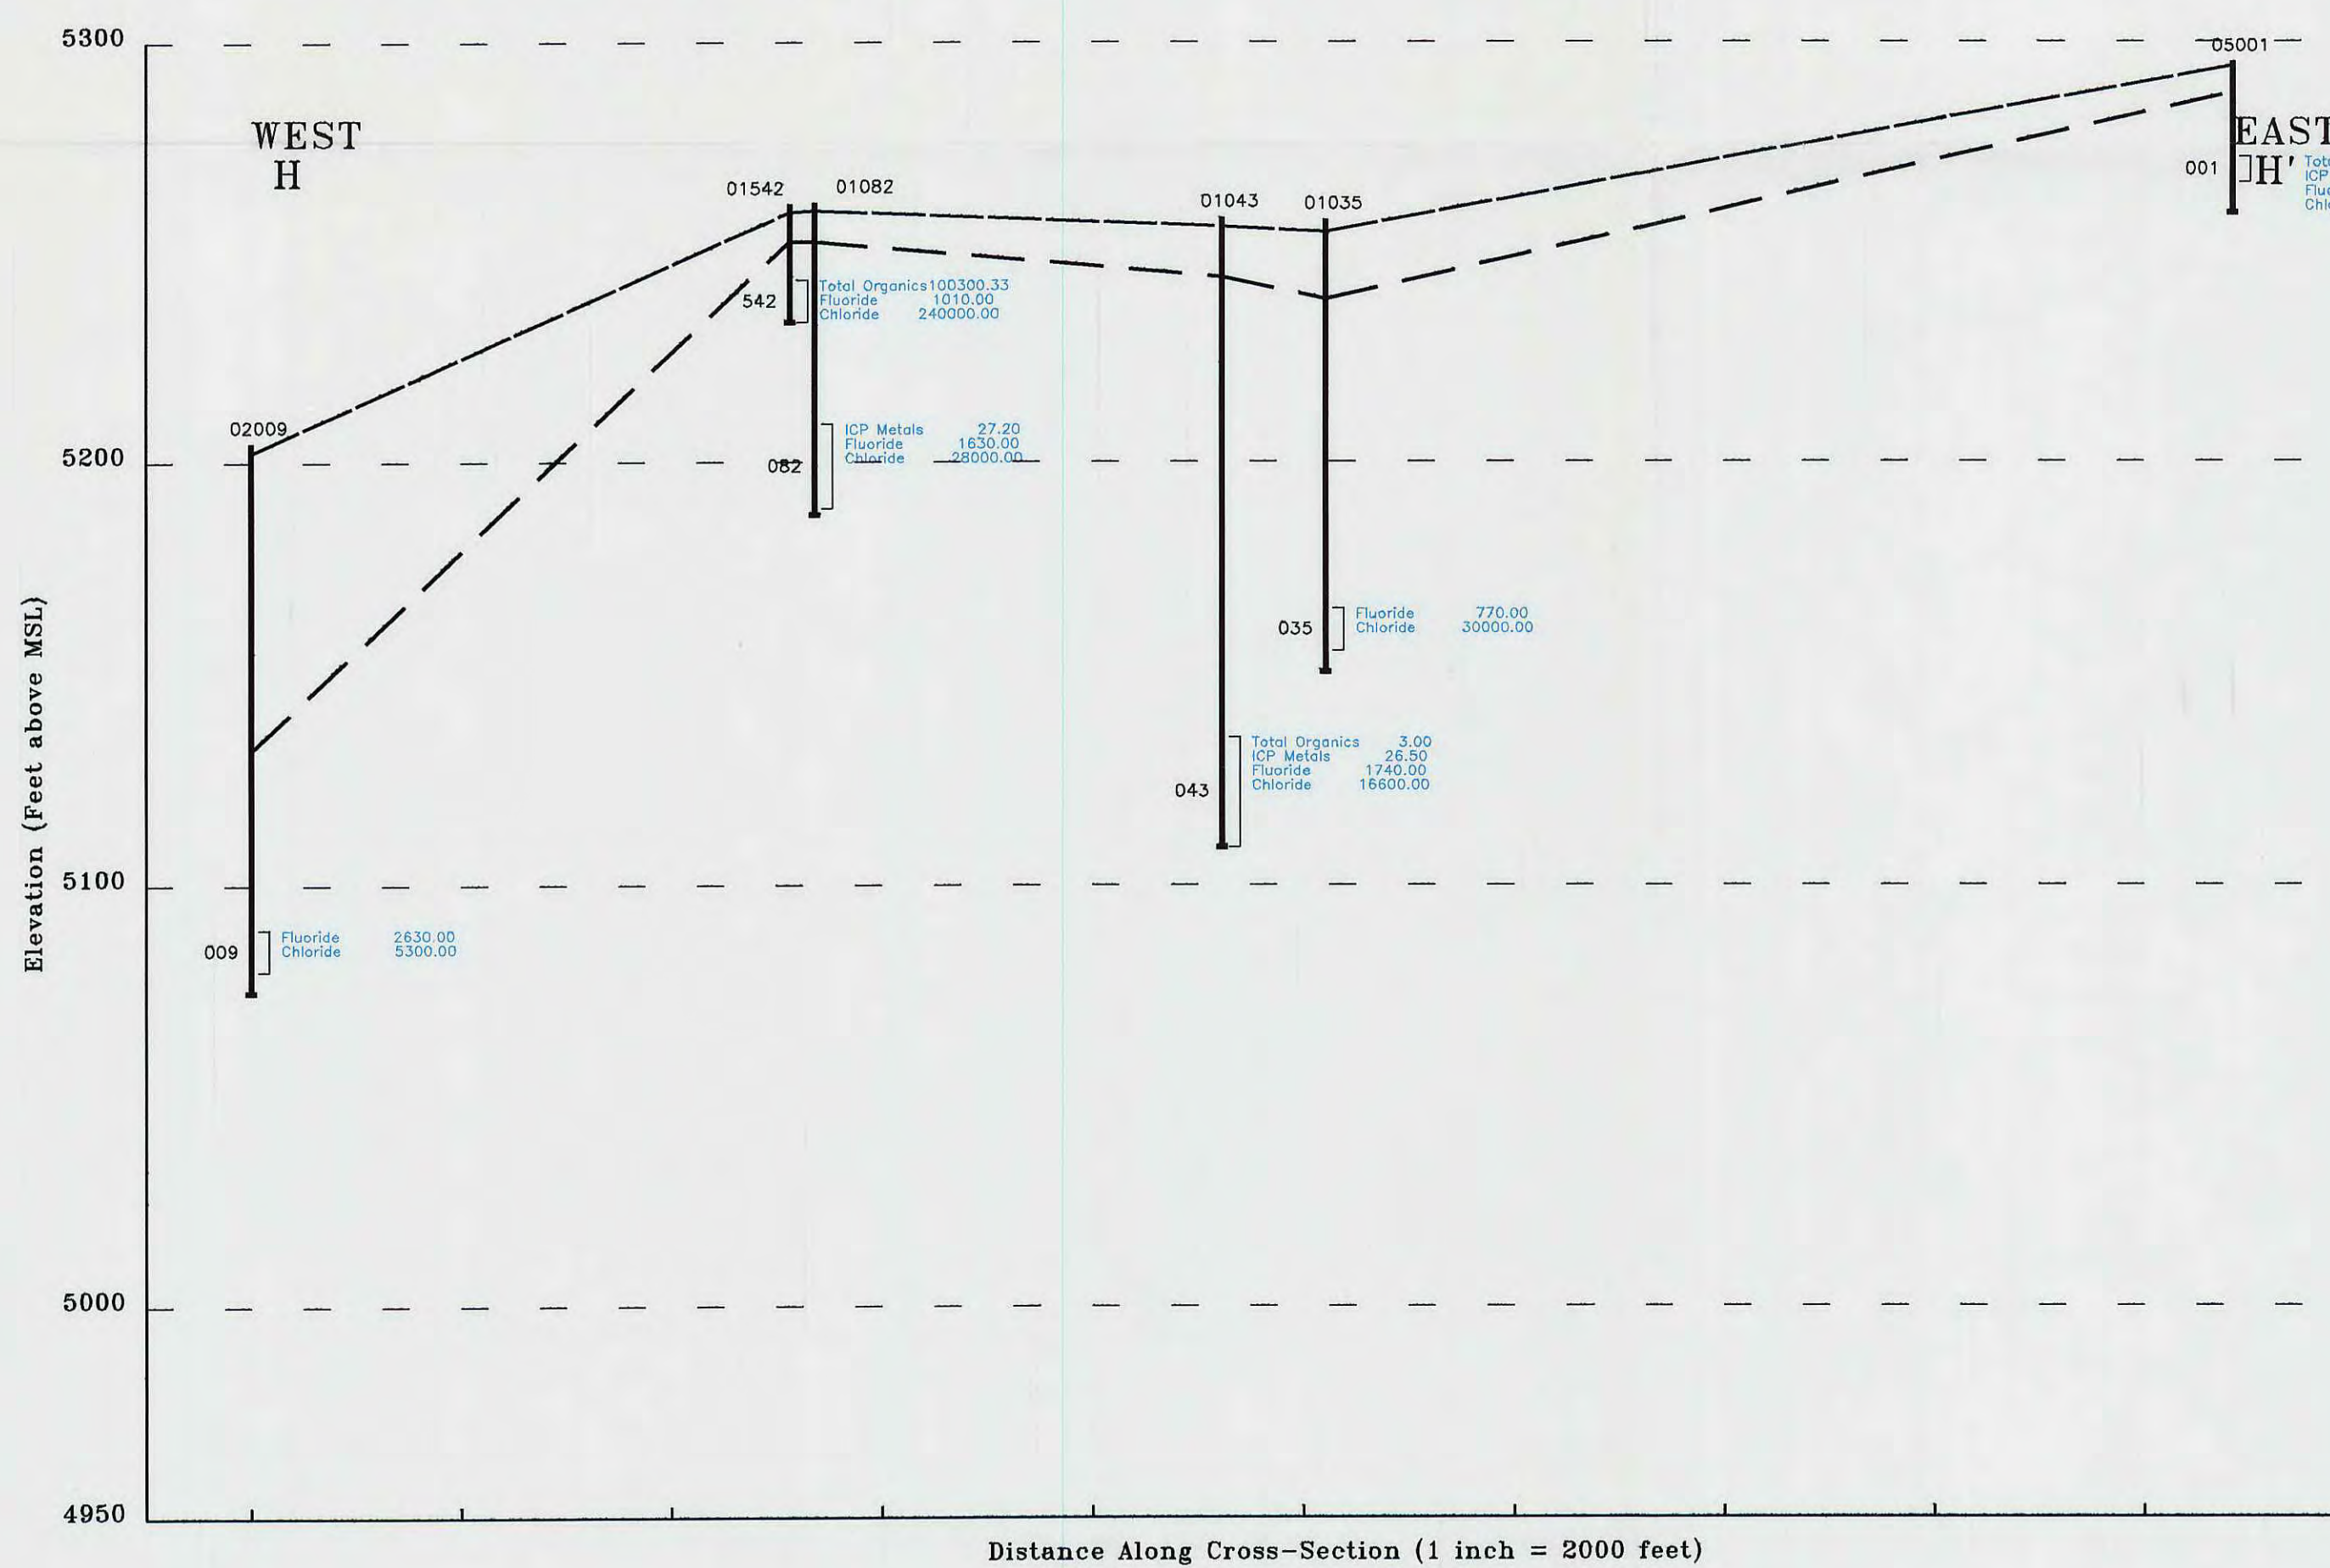 5300
05001
WEST
H
EAST
H'
001
ICP
01542
01082
01043
01035
542
Total Organics 100300.33
Fluoride 1010.00
Chloride 240000.00
02009
5200
082
ICP Metals 27.20
Fluoride 1630.00
Chloride 28000.00
035
Fluoride 770.00
Chloride 30000.00
043
Total Organics 3.00
ICP Metals 26.50
Fluoride 1740.00
Chloride 16600.00
Elevation (Feet above MSL)
5100
009
Fluoride 2630.00
Chloride 5300.00
5000
4950
Distance Along Cross-Section (1 inch = 2000 feet)